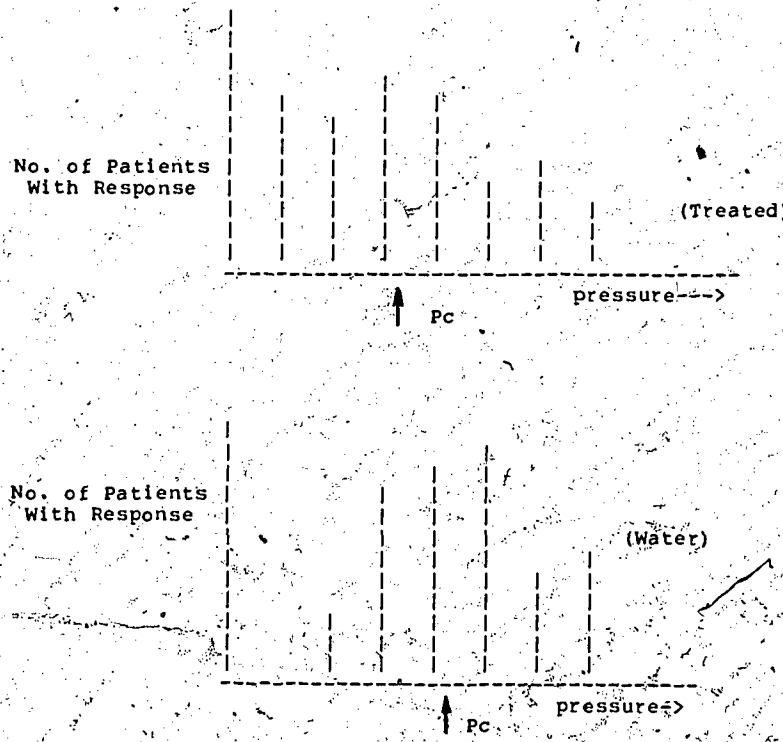 No. of Patients
With Response
(Treated)
pressure--->
Pc
No. of Patients
With Response
(Water)
pressure->
Pc